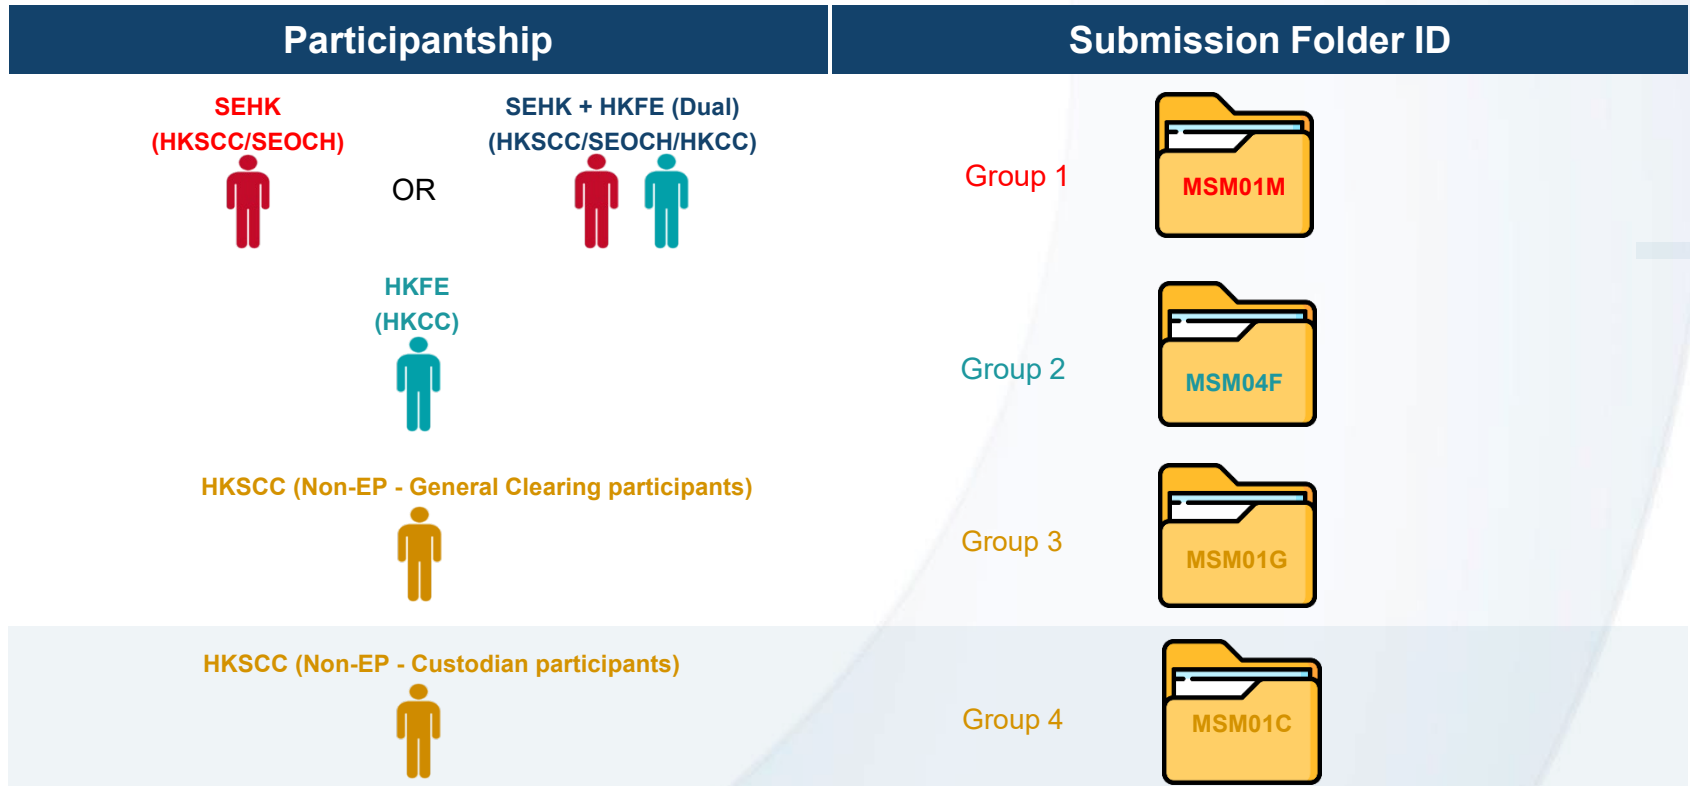 Participantship
Submission Folder ID
SEHK
(HKSCC/SEOCH)
OR
SEHK + HKFE (Dual)
(HKSCC/SEOCH/HKCC)
Group 1
MSM01M
HKFE
(HKCC)
Group 2
MSM04F
HKSCC (Non-EP - General Clearing participants)
Group 3
MSM01G
HKSCC (Non-EP - Custodian participants)
Group 4
MSM01C